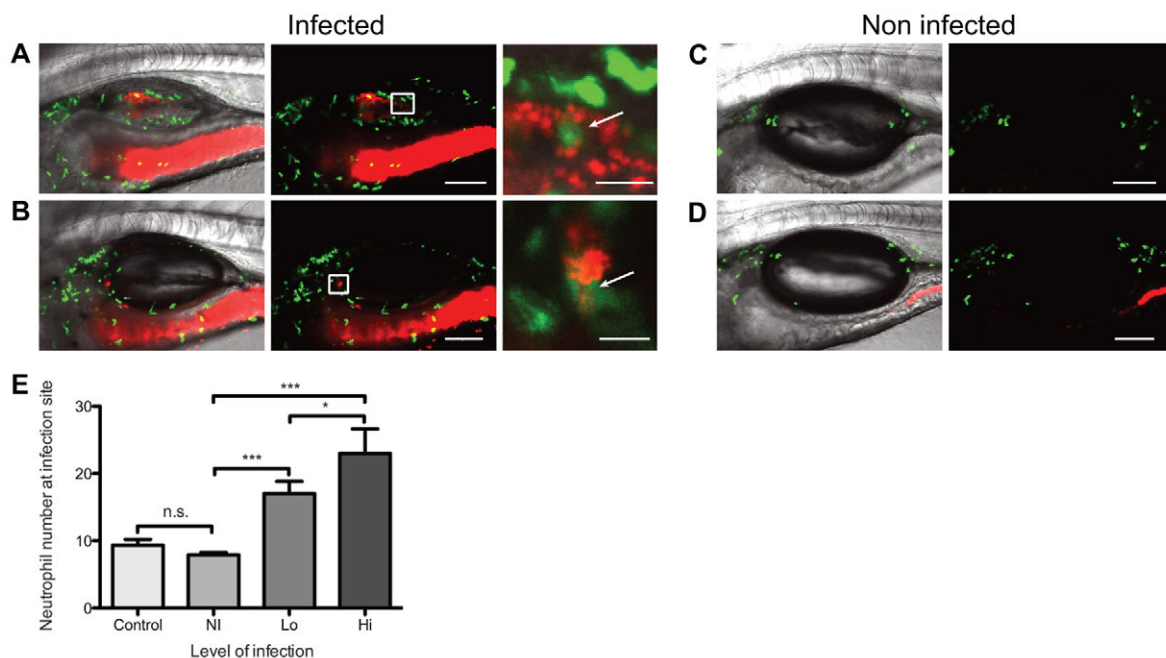 Infected
Non infected
A
C
B
D
E
Neutrophil number at infection site
30
20
10
0
n.s.
***
*
***
Control NI Lo Hi
Level of infection